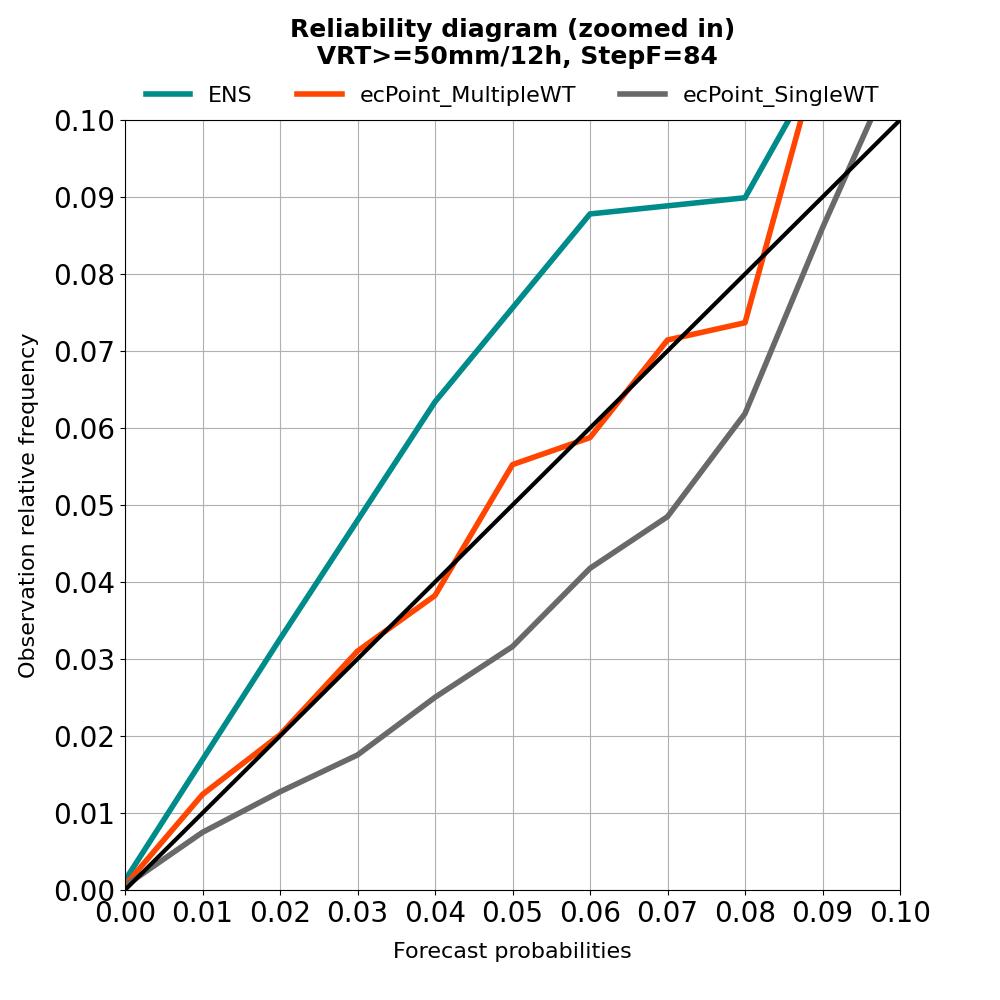 Reliability diagram (zoomed in)
VRT>=50mm/12h, StepF=84
ENS ecPoint_MultipleWT ecPoint_SingleWT
0.10
0.09
0.08
0.07
0.06
0.05
0.04
0.03
0.02
0.01
0.00
Observation relative frequency
0.00 0.01 0.02 0.03 0.04 0.05 0.06 0.07 0.08 0.09 0.10
Forecast probabilities